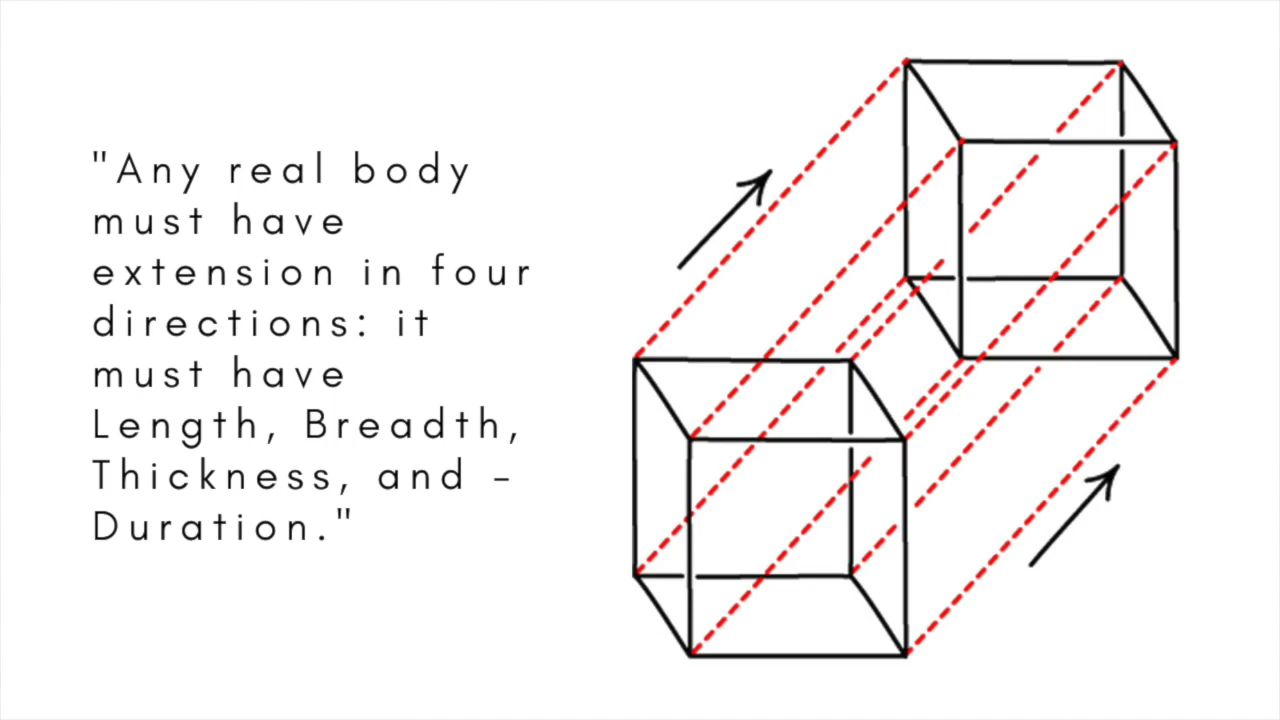 "Any real body
must have
extension in four
directions: it
must have
Length, Breadth,
Thickness, and -
Duration."